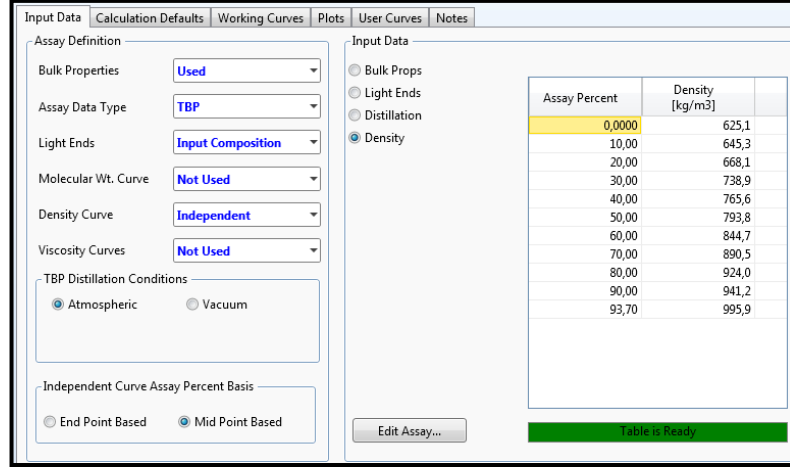 Input Data Calculation Defaults Working Curves Plots User Curves Notes
Assay Definition
Bulk Properties Used
Assay Data Type TBP
Light Ends Input Composition
Molecular Wt. Curve Not Used
Density Curve Independent
Viscosity Curves Not Used
TBP Distillation Conditions
Atmospheric Vacuum
Independent Curve Assay Percent Basis
End Point Based Mid Point Based
Input Data
Bulk Props
Light Ends
Distillation
Density
Edit Assay...
Assay Percent Density
[kg/m3]
0,0000 625,1
10,00 645,3
20,00 668,1
30,00 738,9
40,00 765,6
50,00 793,8
60,00 844,7
70,00 890,5
80,00 924,0
90,00 941,2
93,70 995,9
Table is Ready